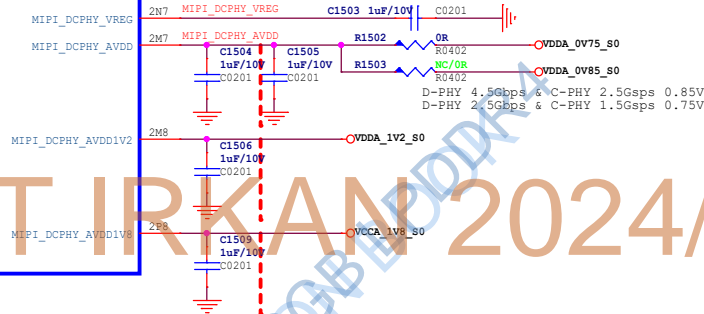 MIPI_DCPHY_VREG 2N7 MIPI_DCPHY_VREG C1503 1uF/10V C0201
MIPI_DCPHY_AVDD 2M7 MIPI_DCPHY_AVDD R1502 0R VDDA_0V75_S0
R0402
C1504 C1505
1uF/10V 1uF/10V
C0201 C0201
R1503 NC/0R VDDA_0V85_S0
R0402
D-PHY 4.5Gbps & C-PHY 2.5Gsps 0.85V
D-PHY 2.5Gbps & C-PHY 1.5Gsps 0.75V
MIPI_DCPHY_AVDD1V2 2M8 VDDA_1V2_S0
C1506
1uF/10V
C0201
MIPI_DCPHY_AVDD1V8 2P8 VCCA_1V8_S0
C1509
1uF/10V
C0201
T IRKAN 2024/